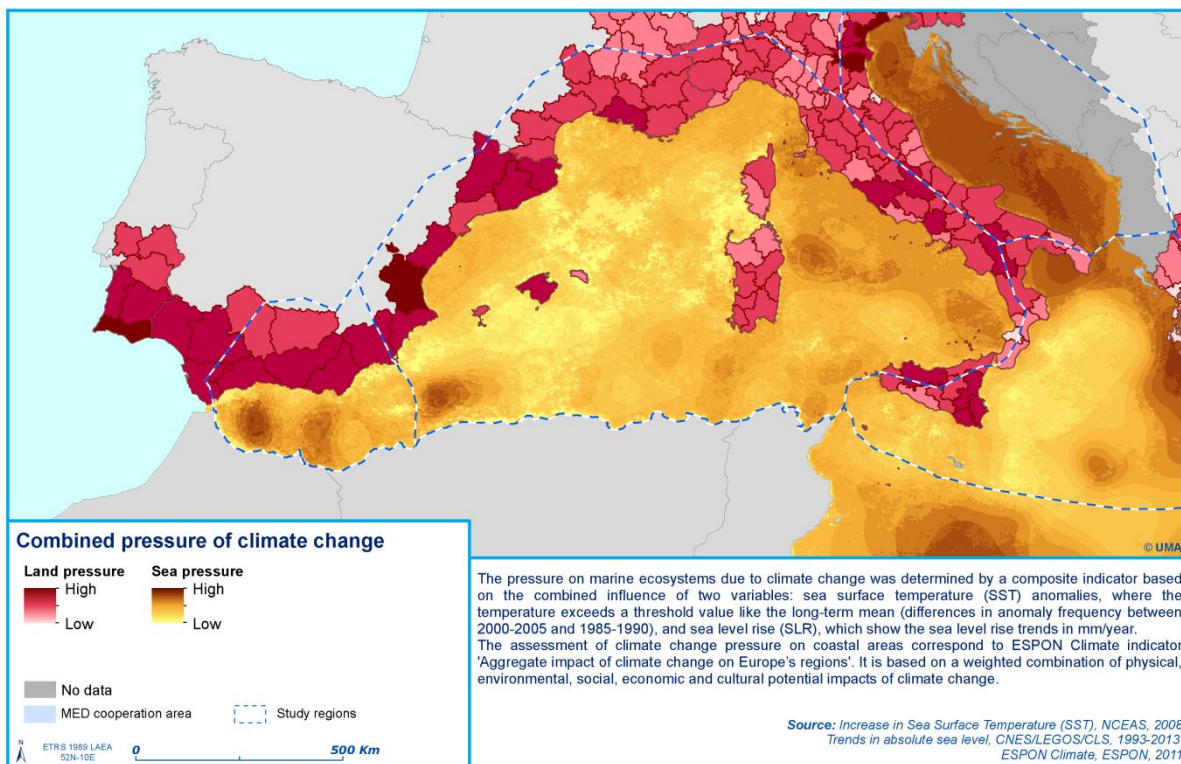 © UMA
Combined pressure of climate change
Land pressure
Sea pressure
High
Low
High
Low
No data
MED cooperation area
Study regions
N
ETRS 1989 LAEA
52N-10E
0
500 Km
The pressure on marine ecosystems due to climate change was determined by a composite indicator based
on the combined influence of two variables: sea surface temperature (SST) anomalies, where the
temperature exceeds a threshold value like the long-term mean (differences in anomaly frequency between
2000-2005 and 1985-1990), and sea level rise (SLR), which show the sea level rise trends in mm/year.
The assessment of climate change pressure on coastal areas correspond to ESPON Climate indicator
'Aggregate impact of climate change on Europe's regions'. It is based on a weighted combination of physical,
environmental, social, economic and cultural potential impacts of climate change.
Source: Increase in Sea Surface Temperature (SST), NCEAS, 2008
Trends in absolute sea level, CNES/LEGOS/CLS, 1993-2013
ESPON Climate, ESPON, 2011